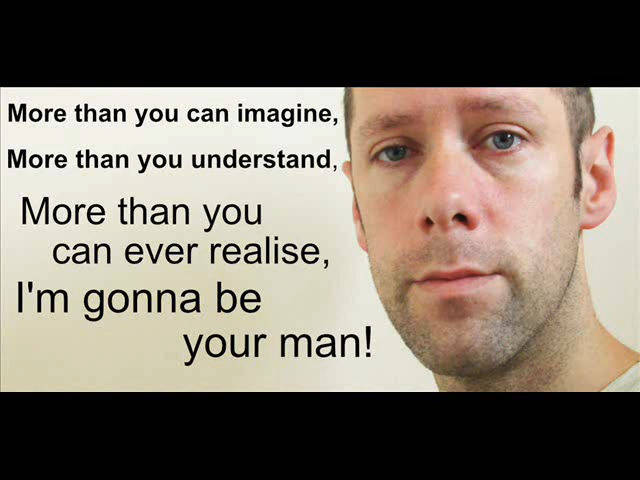 More than you can imagine,
More than you understand,
More than you
can ever realise,
I'm gonna be
your man!